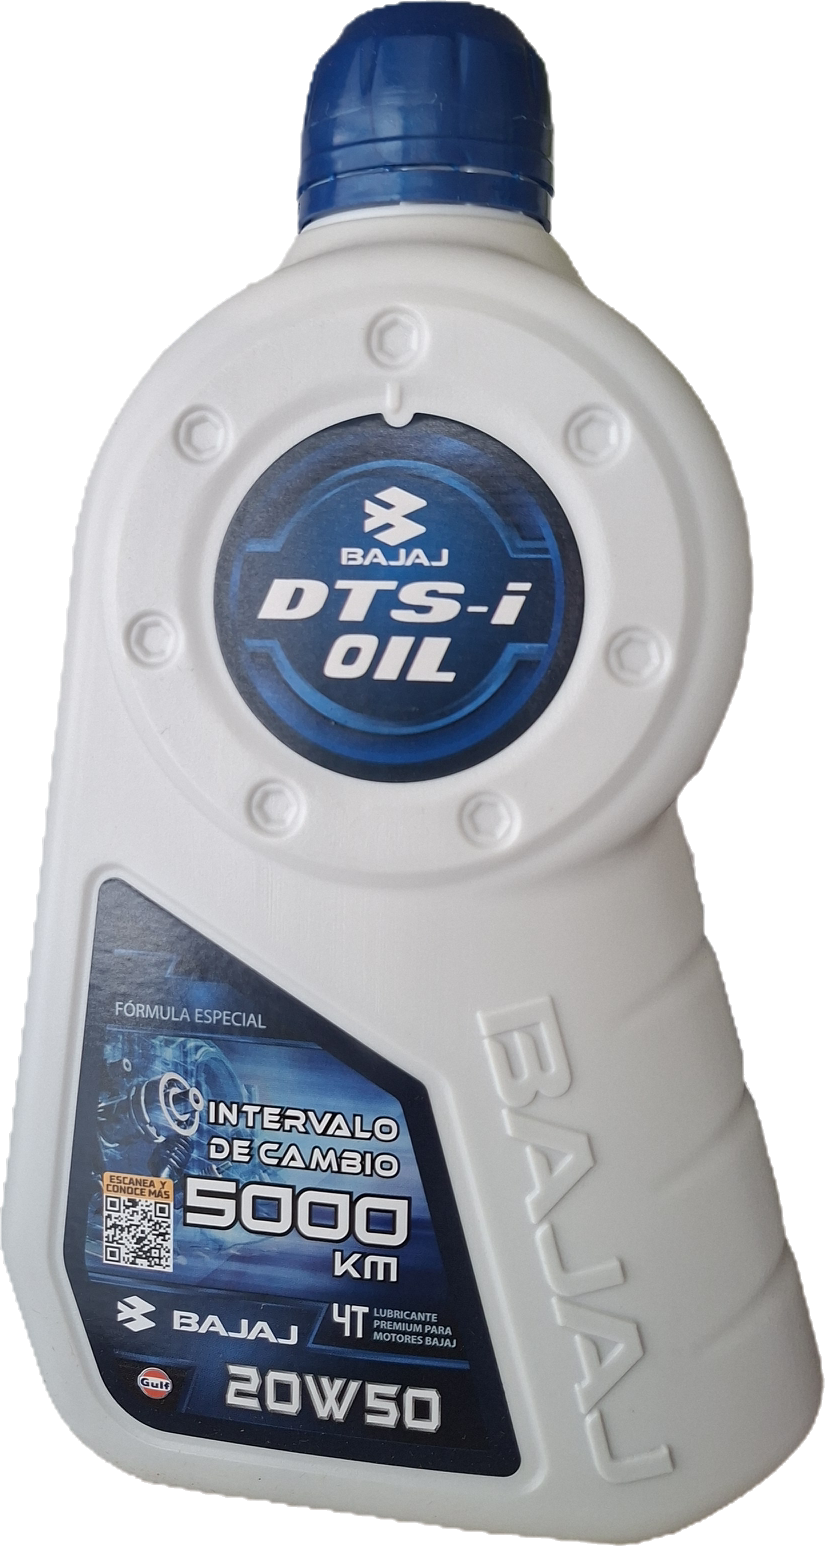 BAJAJ
DTS-i
OIL
FÓRMULA ESPECIAL
INTERVALO
DE CAMBIO
5000
KM
ESCANEA Y
CONOCE MÁS
BAJAJ
4T
LUBRICANTE
PREMIUM PARA
MOTORES BAJAJ
Gulf
20W50
BAJAJ